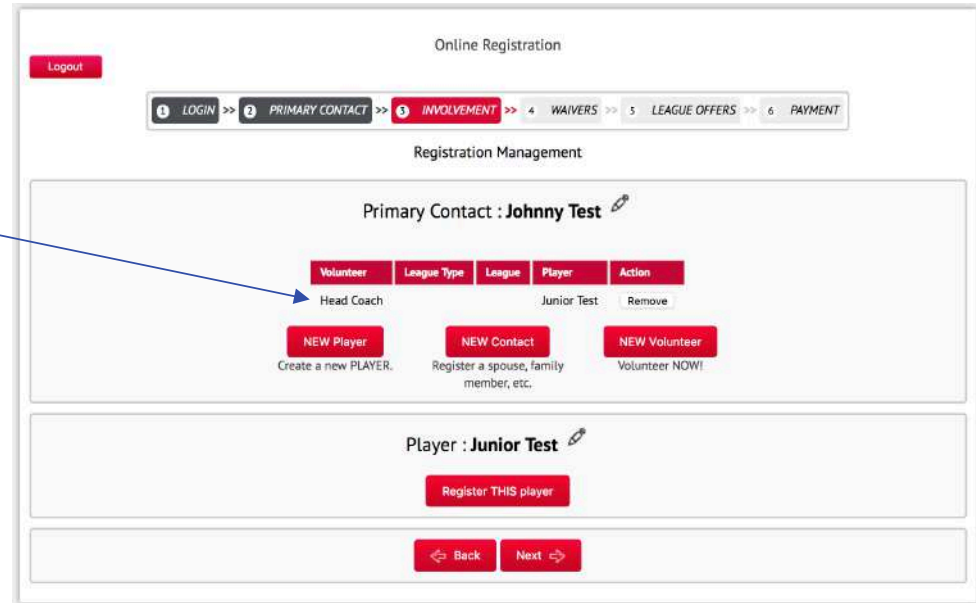 Online Registration
Logout
1 LOGIN >> 2 PRIMARY CONTACT >> 3 INVOLVEMENT >> 4 WAIVERS >> 5 LEAGUE OFFERS >> 6 PAYMENT
Registration Management
Primary Contact : Johnny Test
Volunteer League Type League Player Action
Head Coach Junior Test Remove
NEW Player NEW Contact NEW Volunteer
Create a new PLAYER. Register a spouse, family Volunteer NOW!
member, etc.
Player : Junior Test
Register THIS player
Back Next